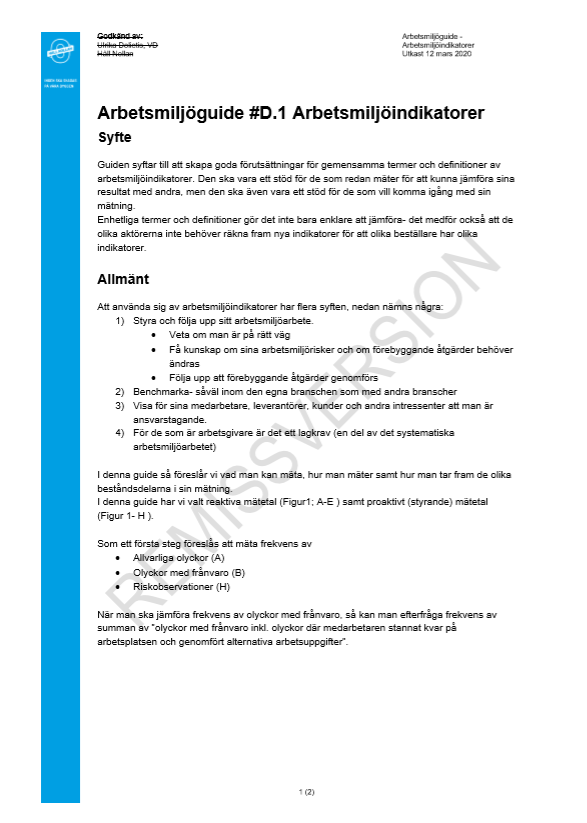 Godkänd av:
Ulrika Dolietis, VD
Håll Nollan
Arbetsmiljöguide -
Arbetsmiljöindikatorer
Utkast 12 mars 2020
Arbetsmiljöguide #D.1 Arbetsmiljöindikatorer
Syfte
Guiden syftar till att skapa goda förutsättningar för gemensamma termer och definitioner av
arbetsmiljöindikatorer. Den ska vara ett stöd för de som redan mäter för att kunna jämföra sina
resultat med andra, men den ska även vara ett stöd för de som vill komma igång med sin
mätning.
Enhetliga termer och definitioner gör det inte bara enklare att jämföra- det medför också att de
olika aktörerna inte behöver räkna fram nya indikatorer för att olika beställare har olika
indikatorer.
Allmänt
Att använda sig av arbetsmiljöindikatorer har flera syften, nedan nämns några:
1) Styra och följa upp sitt arbetsmiljöarbete.
• Veta om man är på rätt väg
• Få kunskap om sina arbetsmiljörisker och om förebyggande åtgärder behöver
ändras
• Följa upp att förebyggande åtgärder genomförs
2) Benchmarka- såväl inom den egna branschen som med andra branscher
3) Visa för sina medarbetare, leverantörer, kunder och andra intressenter att man är
ansvarstagande.
4) För de som är arbetsgivare är det ett lagkrav (en del av det systematiska
arbetsmiljöarbetet)
I denna guide så föreslår vi vad man kan mäta, hur man mäter samt hur man tar fram de olika
beståndsdelarna i sin mätning.
I denna guide har vi valt reaktiva mätetal (Figur1; A-E ) samt proaktivt (styrande) mätetal
(Figur 1- H ).
Som ett första steg föreslås att mäta frekvens av
• Allvarliga olyckor (A)
• Olyckor med frånvaro (B)
• Riskobservationer (H)
När man ska jämföra frekvens av olyckor med frånvaro, så kan man efterfråga frekvens av
summan av "olyckor med frånvaro inkl. olyckor där medarbetaren stannat kvar på
arbetsplatsen och genomfört alternativa arbetsuppgifter".
REMISSVERSION
1 (2)